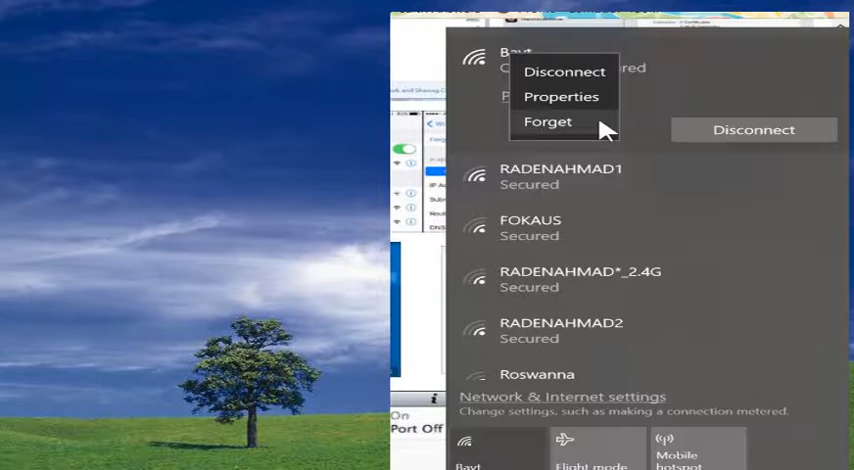 Bayt
Disconnect
Properties
Forget
Disconnect
RADENAHMAD1
Secured
FOKAUS
Secured
RADENAHMAD*_2.4G
Secured
RADENAHMAD2
Secured
Roswanna
Network & Internet settings
Change settings, such as making a connection metered.
On
Port Off
Bayt
Flight mode
Mobile
hotspot